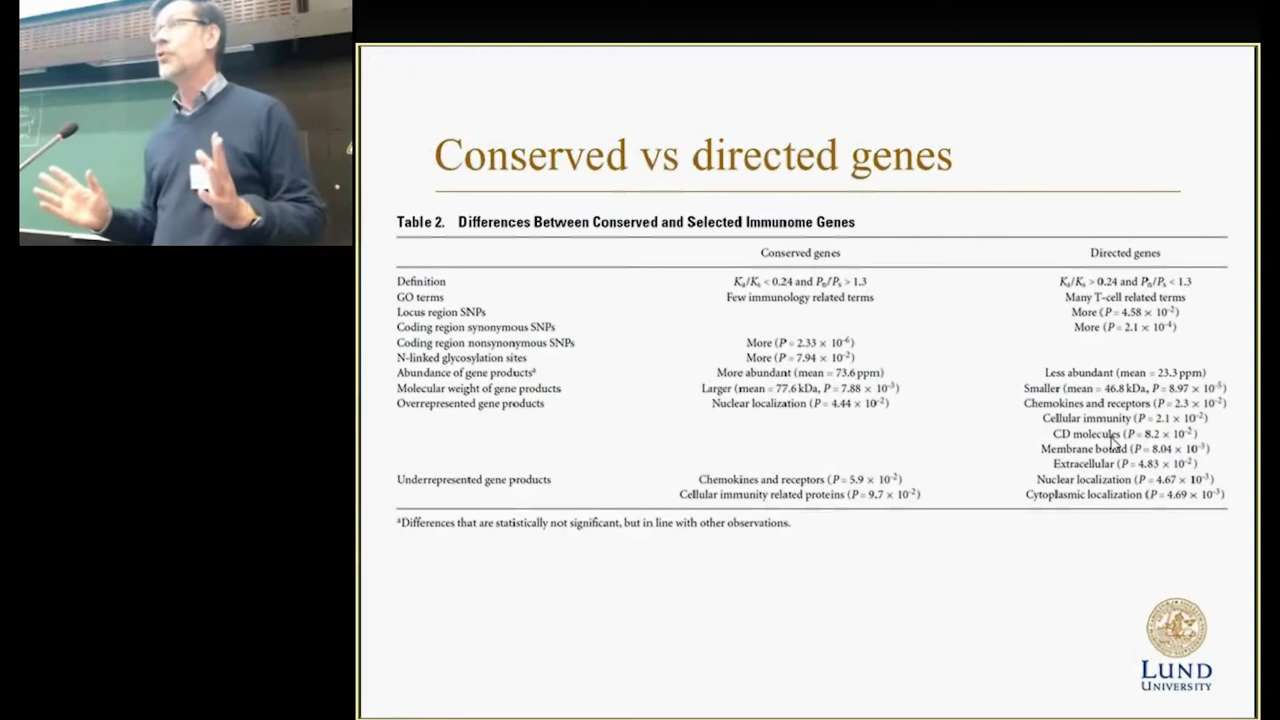 Conserved vs directed genes
Table 2. Differences Between Conserved and Selected Immunome Genes
Conserved genes Directed genes
Definition Ka/Ks < 0.24 and Pn/Ps > 1.3 Ka/Ks > 0.24 and Pn/Ps < 1.3
GO terms Few immunology related terms Many T-cell related terms
Locus region SNPs More (P = 4.58 × 10⁻²)
Coding region synonymous SNPs More (P = 2.1 × 10⁻⁴)
Coding region nonsynonymous SNPs More (P = 2.33 × 10⁻⁶)
N-linked glycosylation sites More (P = 7.94 × 10⁻²)
Abundance of gene productsᵃ More abundant (mean = 73.6 ppm) Less abundant (mean = 23.3 ppm)
Molecular weight of gene products Larger (mean = 77.6 kDa, P = 7.88 × 10⁻³) Smaller (mean = 46.8 kDa, P = 8.97 × 10⁻⁵)
Overrepresented gene products Nuclear localization (P = 4.44 × 10⁻²) Chemokines and receptors (P = 2.3 × 10⁻²)
Cellular immunity (P = 2.1 × 10⁻²)
CD molecules (P = 8.2 × 10⁻²)
Membrane bound (P = 8.04 × 10⁻³)
Extracellular (P = 4.83 × 10⁻²)
Underrepresented gene products Chemokines and receptors (P = 5.9 × 10⁻²) Nuclear localization (P = 4.67 × 10⁻³)
Cellular immunity related proteins (P = 9.7 × 10⁻²) Cytoplasmic localization (P = 4.69 × 10⁻³)
ᵃDifferences that are statistically not significant, but in line with other observations.
LUND
UNIVERSITY